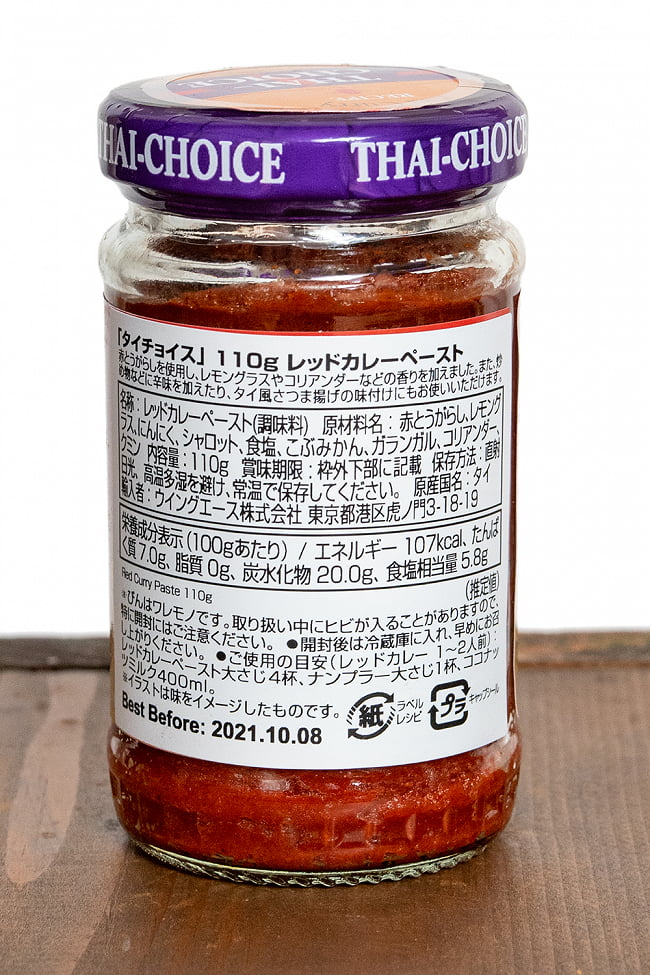 THAI
CHOICE
THAI-CHOICE THAI-CHOICE
「タイチョイス」 110g レッドカレーペースト
赤とうがらしを使用し、レモングラスやコリアンダーなどの香りを加えました。また、炒
め物などに辛味を加えたり、タイ風さつま揚げの味付けにもお使いいただけます。
名称：レッドカレーペースト(調味料) 原材料名：赤とうがらし、レモング
ラス、にんにく、シャロット、食塩、こぶみかん、ガランガル、コリアンダー、
クミン 内容量：110g 賞味期限：枠外下部に記載 保存方法：直射
日光、高温多湿を避け、常温で保存してください。 原産国名：タイ
輸入者：ウイングエース株式会社 東京都港区虎ノ門3-18-19
栄養成分表示(100gあたり) / エネルギー 107kcal、たんぱ
く質 7.0g、脂質 0g、炭水化物 20.0g、食塩相当量 5.8g
(推定値)
Red Curry Paste 110g
※びんはワレモノです。取り扱い中にヒビが入ることがありますので、
特に開封にはご注意ください。 ●開封後は冷蔵庫に入れ、早めにお召
し上がりください。 ●ご使用の目安(レッドカレー 1〜2人前)：
レッドカレーペースト大さじ4杯、ナンプラー大さじ1杯、ココナッ
ツミルク400ml。
※イラストは味をイメージしたものです。
Best Before: 2021.10.08
紙 ラベル
レシピ
プラ キャップシール